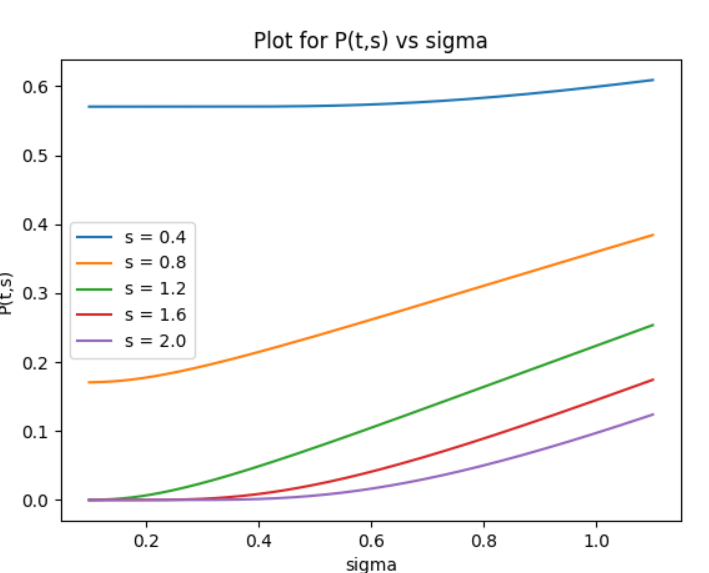 Plot for P(t,s) vs sigma
P(t,s)
0.6
0.5
0.4
0.3
0.2
0.1
0.0
s = 0.4
s = 0.8
s = 1.2
s = 1.6
s = 2.0
0.2 0.4 0.6 0.8 1.0
sigma